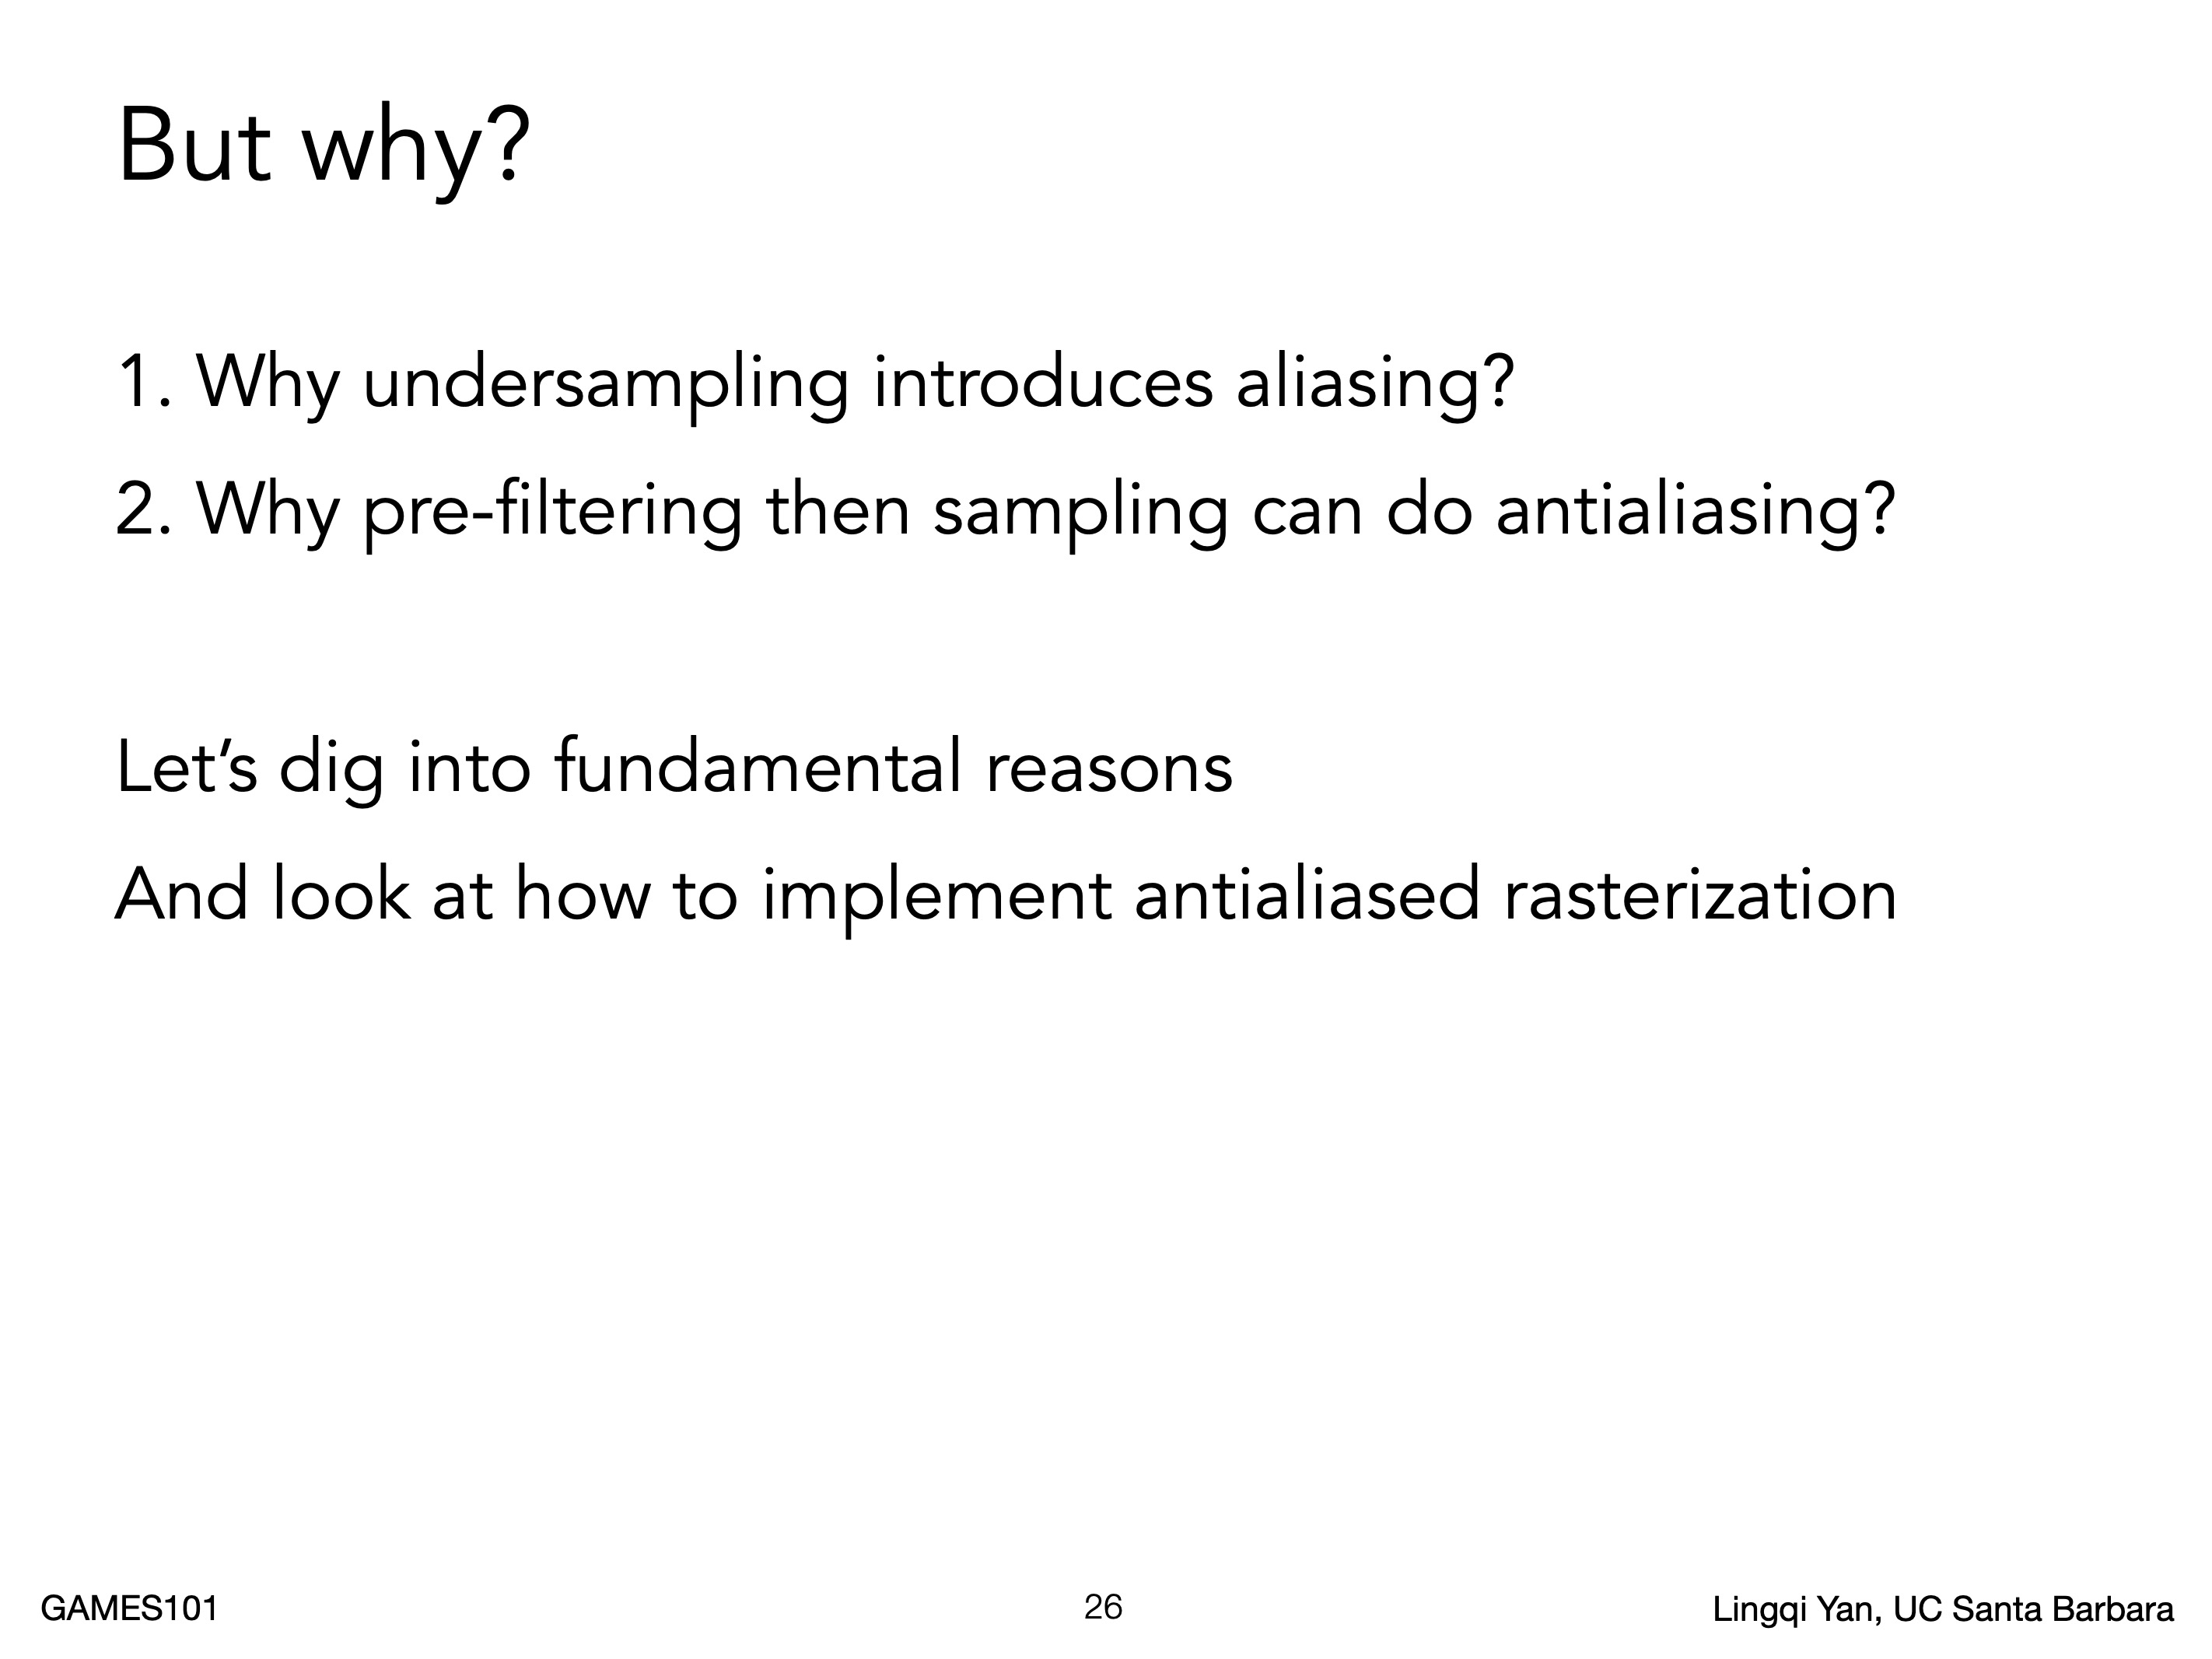 But why?
1. Why undersampling introduces aliasing?
2. Why pre-filtering then sampling can do antialiasing?
Let’s dig into fundamental reasons
And look at how to implement antialiased rasterization
GAMES101
26
Lingqi Yan, UC Santa Barbara